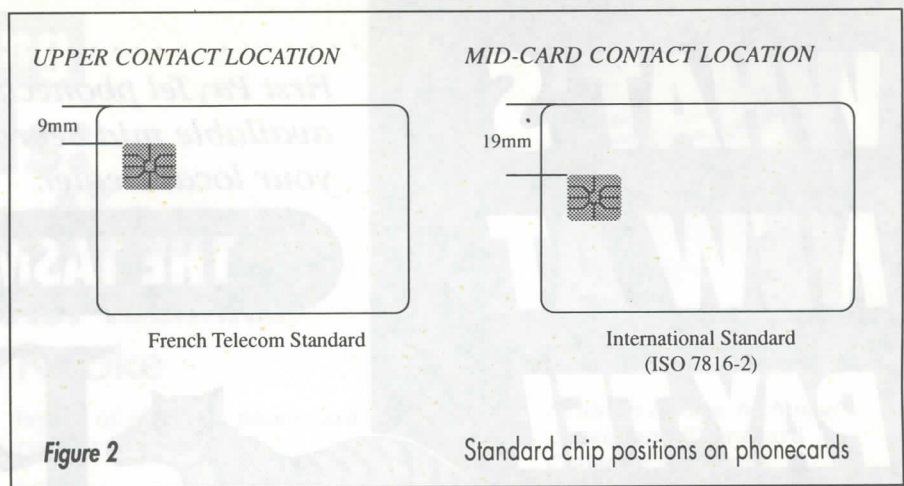 UPPER CONTACT LOCATION
9mm
French Telecom Standard
MID-CARD CONTACT LOCATION
19mm
International Standard
(ISO 7816-2)
Figure 2
Standard chip positions on phonecards